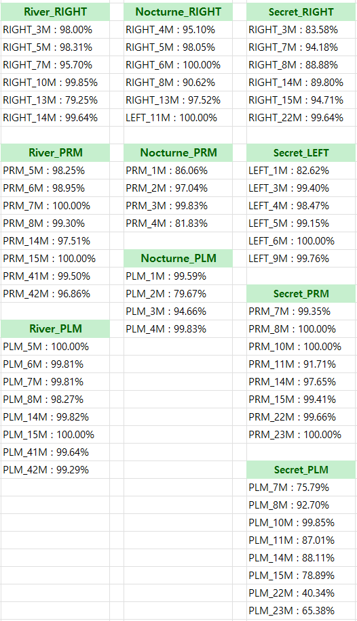 River_RIGHT
RIGHT_3M : 98.00%
RIGHT_5M : 98.31%
RIGHT_7M : 95.70%
RIGHT_10M : 99.85%
RIGHT_13M : 79.25%
RIGHT_14M : 99.64%
River_PRM
PRM_5M : 98.25%
PRM_6M : 98.95%
PRM_7M : 100.00%
PRM_8M : 99.30%
PRM_14M : 97.51%
PRM_15M : 100.00%
PRM_41M : 99.50%
PRM_42M : 96.86%
River_PLM
PLM_5M : 100.00%
PLM_6M : 99.81%
PLM_7M : 99.81%
PLM_8M : 98.27%
PLM_14M : 99.82%
PLM_15M : 100.00%
PLM_41M : 99.64%
PLM_42M : 99.29%
Nocturne_RIGHT
RIGHT_4M : 95.10%
RIGHT_5M : 98.05%
RIGHT_6M : 100.00%
RIGHT_8M : 90.62%
RIGHT_13M : 97.52%
LEFT_11M : 100.00%
Nocturne_PRM
PRM_1M : 86.06%
PRM_2M : 97.04%
PRM_3M : 99.83%
PRM_4M : 81.83%
Nocturne_PLM
PLM_1M : 99.59%
PLM_2M : 79.67%
PLM_3M : 94.66%
PLM_4M : 99.83%
Secret_RIGHT
RIGHT_3M : 83.58%
RIGHT_7M : 94.18%
RIGHT_8M : 88.88%
RIGHT_14M : 89.80%
RIGHT_15M : 94.71%
RIGHT_22M : 99.64%
Secret_LEFT
LEFT_1M : 82.62%
LEFT_3M : 99.40%
LEFT_4M : 98.47%
LEFT_5M : 99.15%
LEFT_6M : 100.00%
LEFT_9M : 99.76%
Secret_PRM
PRM_7M : 99.35%
PRM_8M : 100.00%
PRM_10M : 100.00%
PRM_11M : 91.71%
PRM_14M : 97.65%
PRM_15M : 99.41%
PRM_22M : 99.66%
PRM_23M : 100.00%
Secret_PLM
PLM_7M : 75.79%
PLM_8M : 92.70%
PLM_10M : 99.85%
PLM_11M : 87.01%
PLM_14M : 88.11%
PLM_15M : 78.89%
PLM_22M : 40.34%
PLM_23M : 65.38%